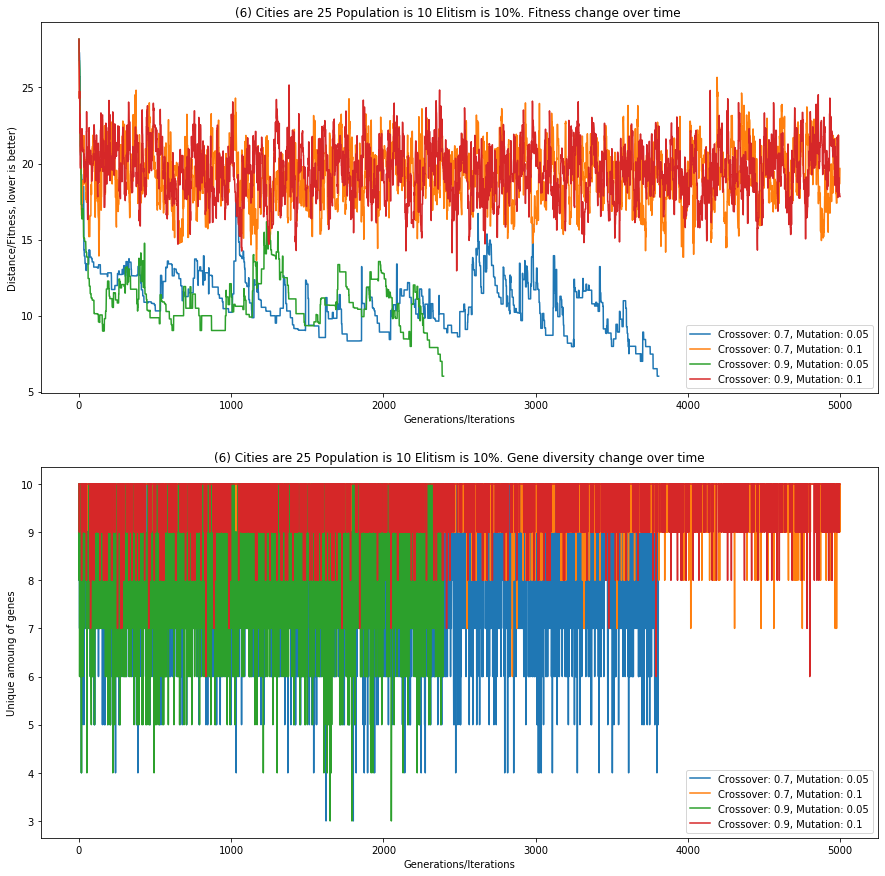 (6) Cities are 25 Population is 10 Elitism is 10%. Fitness change over time
Distance/Fitness, lower is better)
25
20
15
10
5
0
1000
2000
3000
4000
5000
Generations/Iterations
Crossover: 0.7, Mutation: 0.05
Crossover: 0.7, Mutation: 0.1
Crossover: 0.9, Mutation: 0.05
Crossover: 0.9, Mutation: 0.1
(6) Cities are 25 Population is 10 Elitism is 10%. Gene diversity change over time
Unique amoung of genes
10
9
8
7
6
5
4
3
0
1000
2000
3000
4000
5000
Generations/Iterations
Crossover: 0.7, Mutation: 0.05
Crossover: 0.7, Mutation: 0.1
Crossover: 0.9, Mutation: 0.05
Crossover: 0.9, Mutation: 0.1